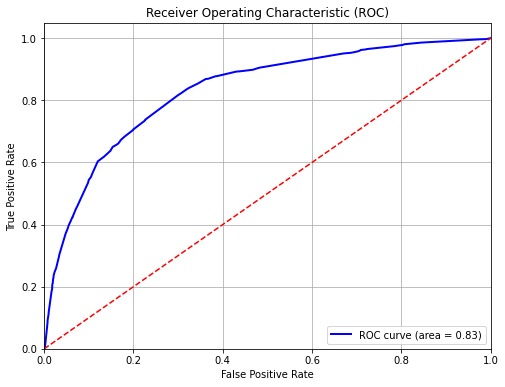 Receiver Operating Characteristic (ROC)
True Positive Rate
1.0
0.8
0.6
0.4
0.2
0.0
ROC curve (area = 0.83)
0.0 0.2 0.4 0.6 0.8 1.0
False Positive Rate